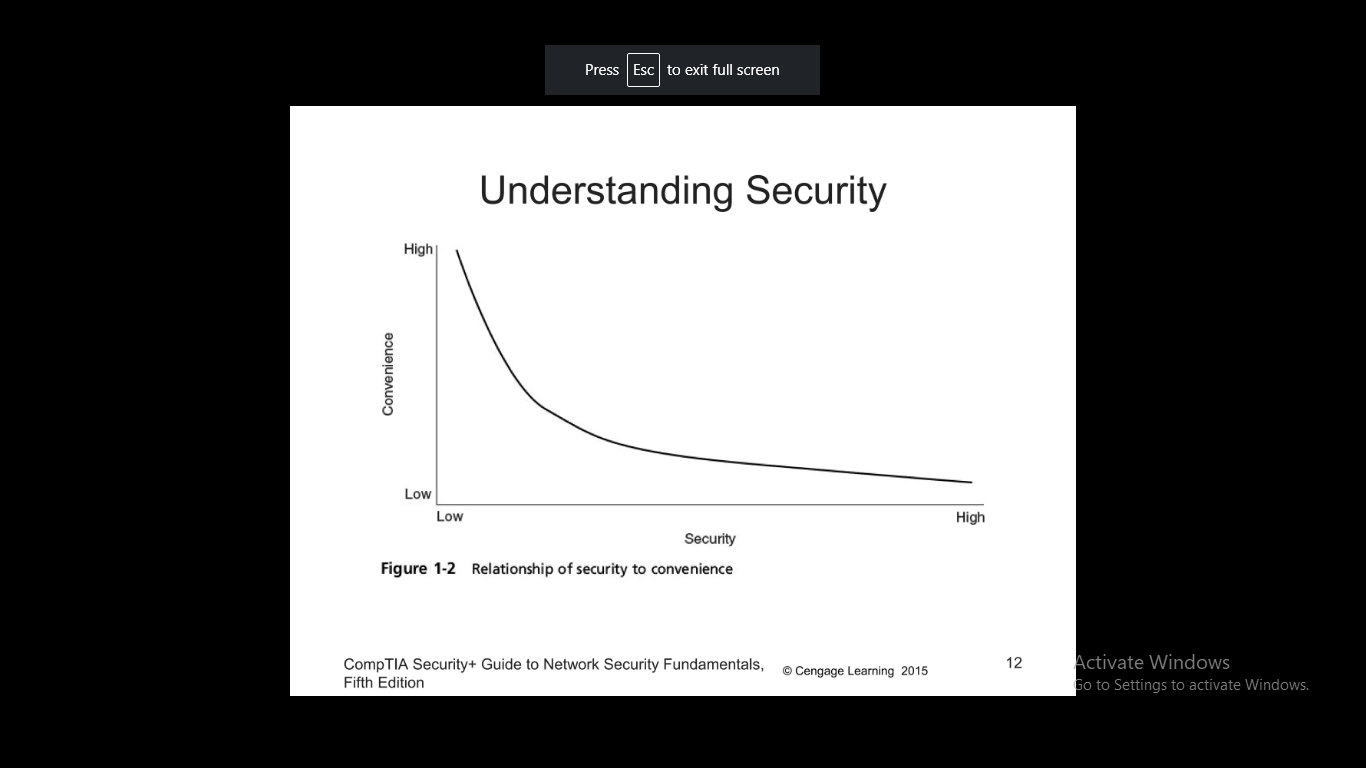 Press Esc to exit full screen
Understanding Security
High
Convenience
Low
Low
High
Security
Figure 1-2 Relationship of security to convenience
CompTIA Security+ Guide to Network Security Fundamentals,
Fifth Edition
© Cengage Learning 2015
12
Activate Windows
Go to Settings to activate Windows.